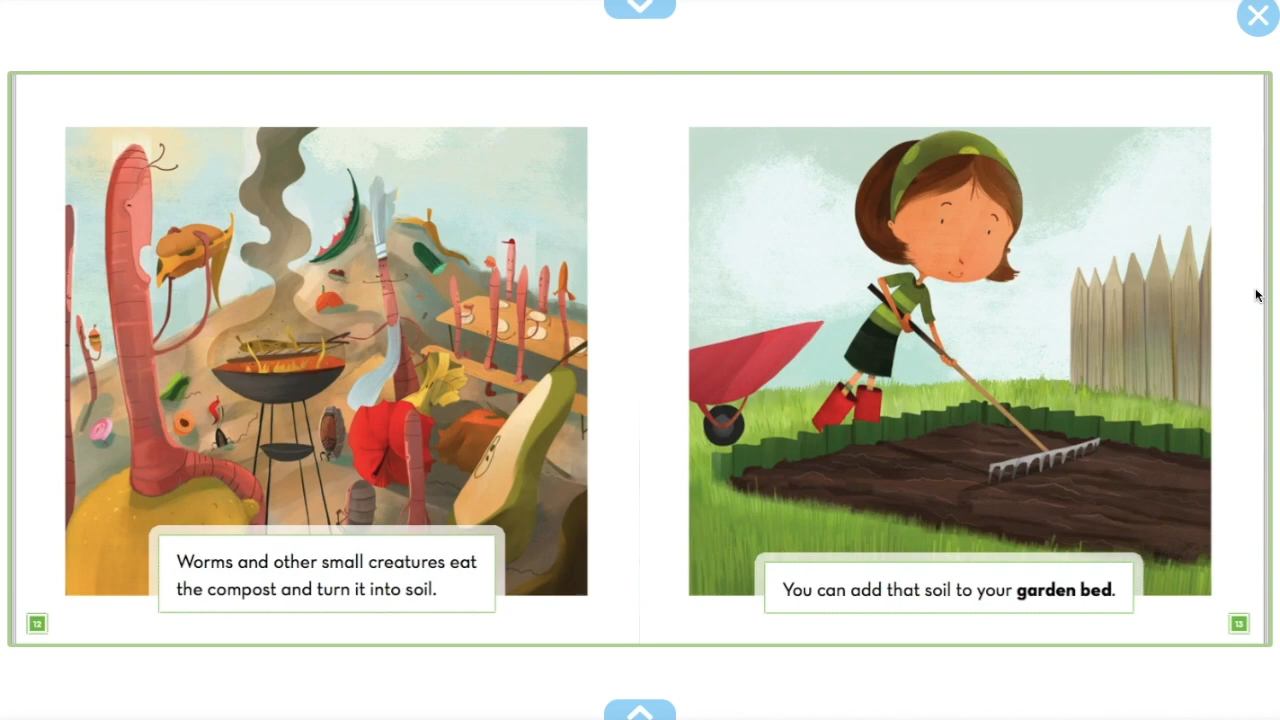 Worms and other small creatures eat
the compost and turn it into soil.
12
You can add that soil to your garden bed.
13